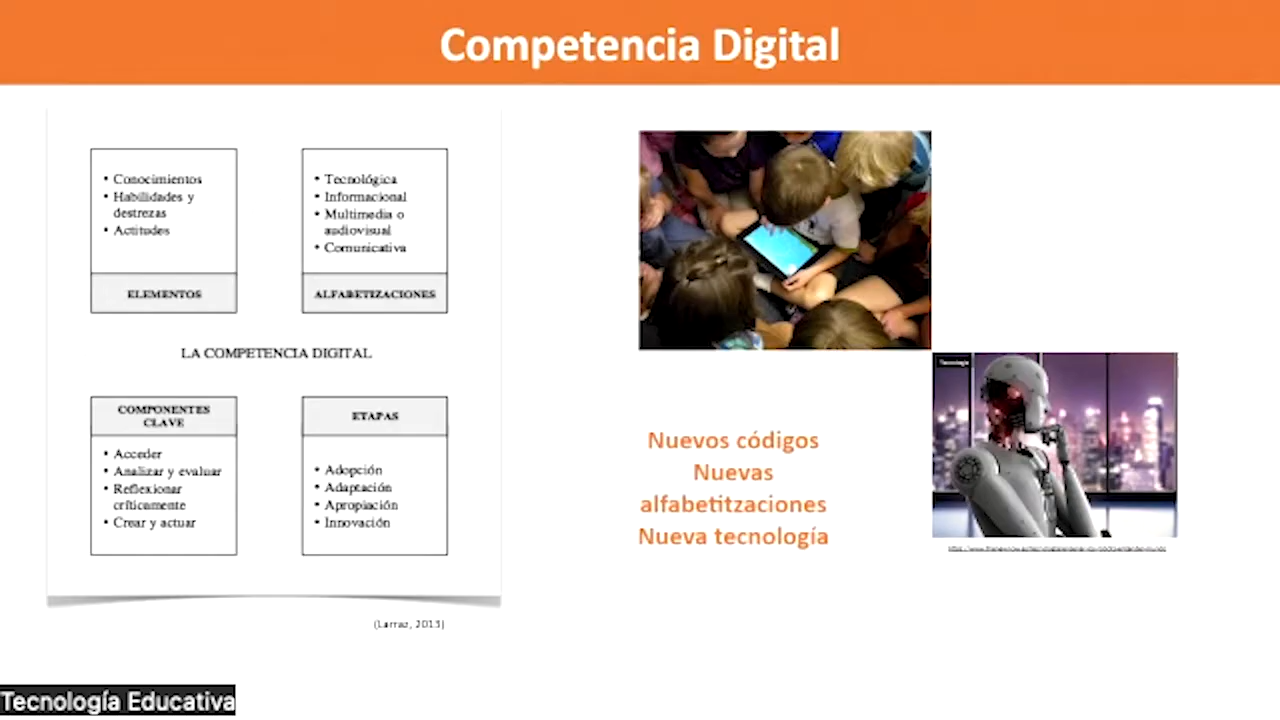 Competencia Digital
• Conocimientos
• Habilidades y
destrezas
• Actitudes
ELEMENTOS
• Tecnológica
• Informacional
• Multimedia o
audiovisual
• Comunicativa
ALFABETIZACIONES
LA COMPETENCIA DIGITAL
COMPONENTES
CLAVE
• Acceder
• Analizar y evaluar
• Reflexionar
críticamente
• Crear y actuar
ETAPAS
• Adopción
• Adaptación
• Apropiación
• Innovación
(Larraz, 2013)
Nuevos códigos
Nuevas
alfabetitzaciones
Nueva tecnología
Tecnología
Tecnología Educativa